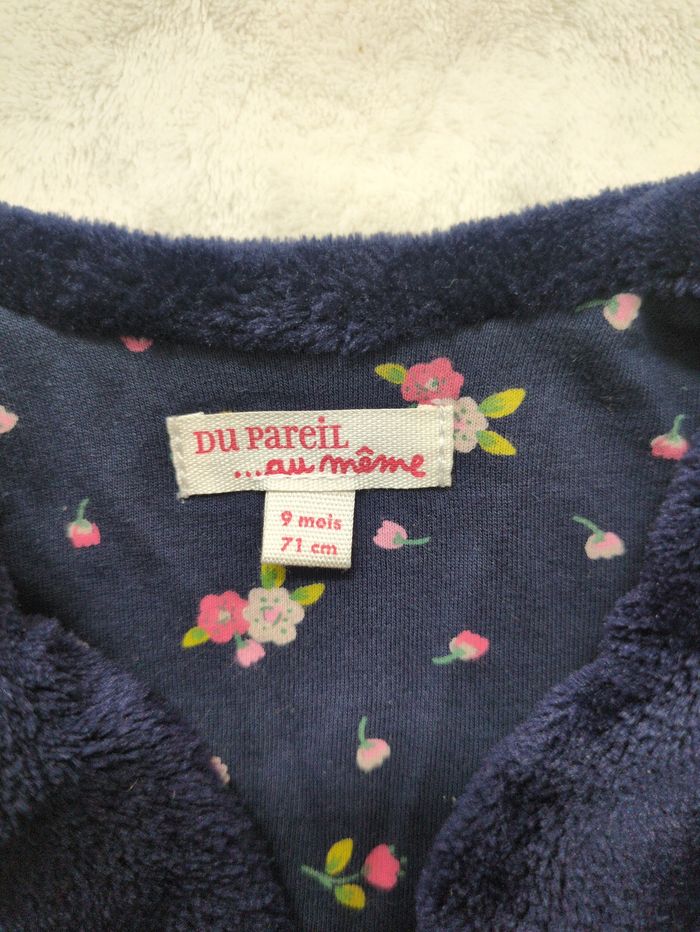 DU PAREIL
...au même
9 mois
71 cm